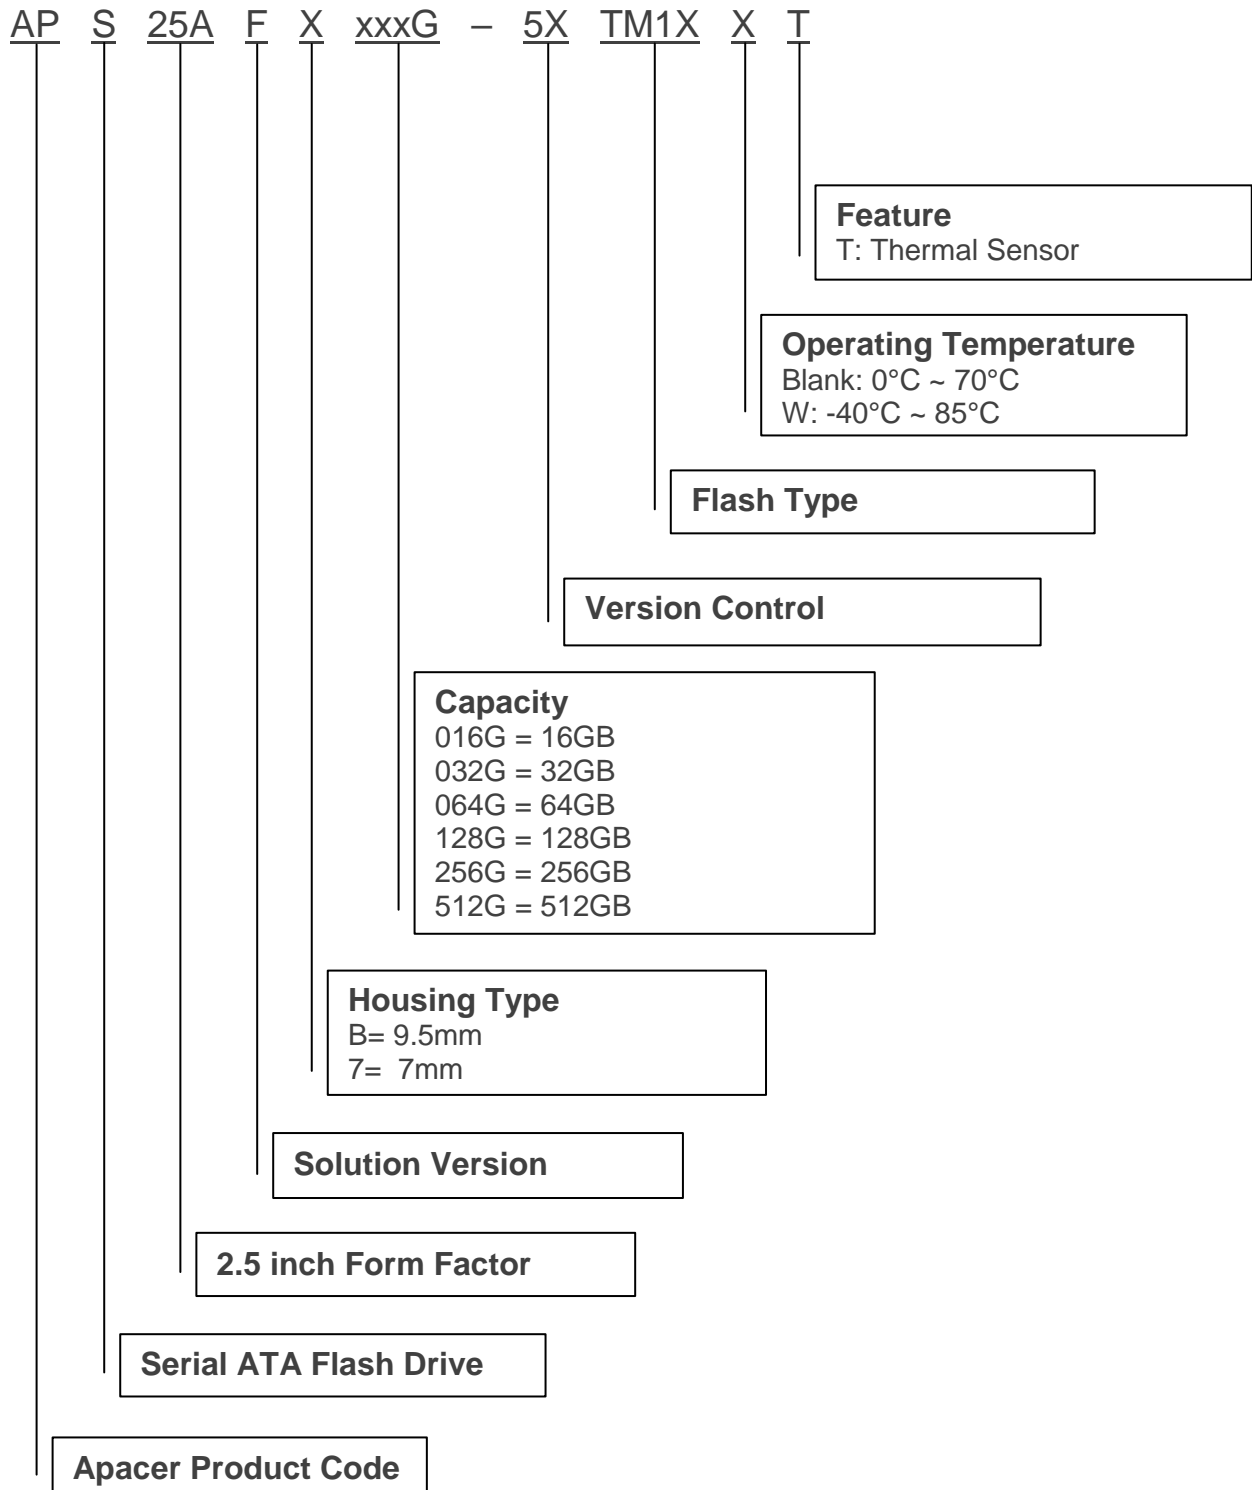 AP S 25A F X xxxG – 5X TM1X X T
Feature
T: Thermal Sensor
Operating Temperature
Blank: 0°C ~ 70°C
W: -40°C ~ 85°C
Flash Type
Version Control
Capacity
016G = 16GB
032G = 32GB
064G = 64GB
128G = 128GB
256G = 256GB
512G = 512GB
Housing Type
B= 9.5mm
7= 7mm
Solution Version
2.5 inch Form Factor
Serial ATA Flash Drive
Apacer Product Code